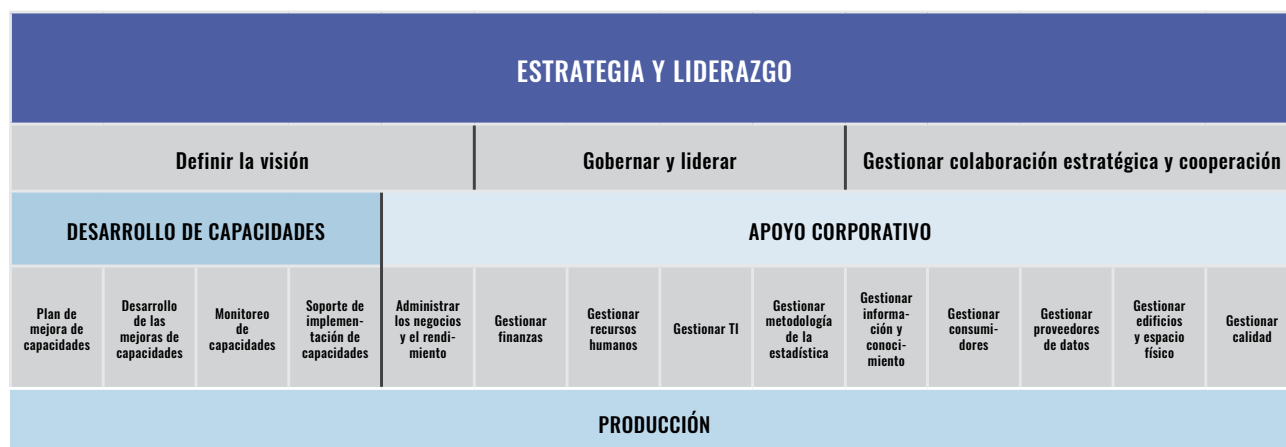 ESTRATEGIA Y LIDERAZGO
Definir la visión
Gobernar y liderar
Gestionar colaboración estratégica y cooperación
DESARROLLO DE CAPACIDADES
APOYO CORPORATIVO
Plan de
mejora de
capacidades
Desarrollo
de las
mejoras de
capacidades
Monitoreo
de
capacidades
Soporte de
implemen-
tación de
capacidades
Administrar
los negocios
y el rendi-
miento
Gestionar
finanzas
Gestionar
recursos
humanos
Gestionar TI
Gestionar
metodología
de la
estadística
Gestionar
informa-
ción y
conoci-
miento
Gestionar
consumi-
dores
Gestionar
proveedores
de datos
Gestionar
edificios
y espacio
físico
Gestionar
calidad
PRODUCCIÓN